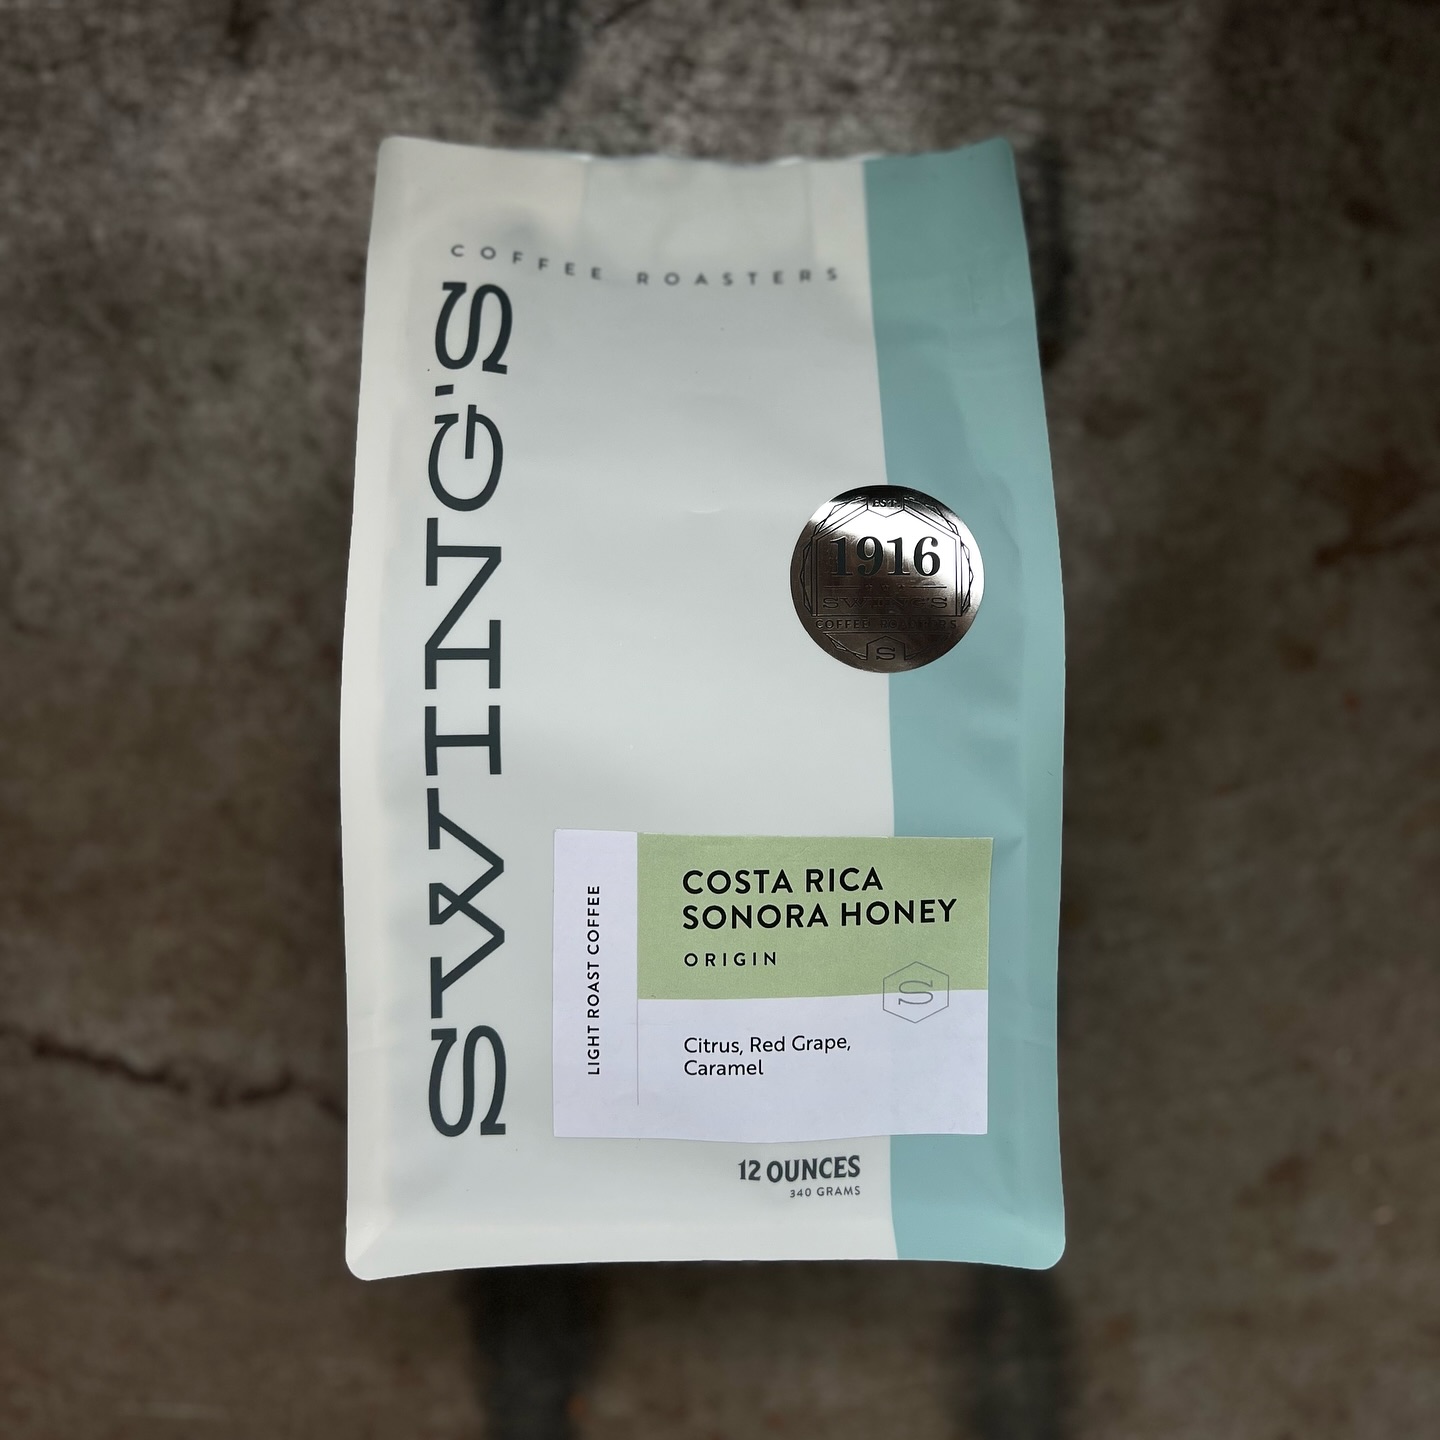 COFFEE ROASTERS
SWING'S
EST.
1916
SWING'S
COFFEE ROASTERS
S
COSTA RICA
SONORA HONEY
ORIGIN
S
LIGHT ROAST COFFEE
Citrus, Red Grape,
Caramel
12 OUNCES
340 GRAMS